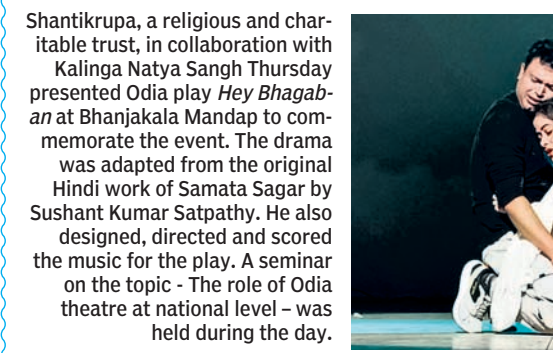 Shantikrupa, a religious and char-
itable trust, in collaboration with
Kalinga Natya Sangh Thursday
presented Odia play Hey Bhagab-
an at Bhanjakala Mandap to com-
memorate the event. The drama
was adapted from the original
Hindi work of Samata Sagar by
Sushant Kumar Satpathy. He also
designed, directed and scored
the music for the play. A seminar
on the topic - The role of Odia
theatre at national level – was
held during the day.